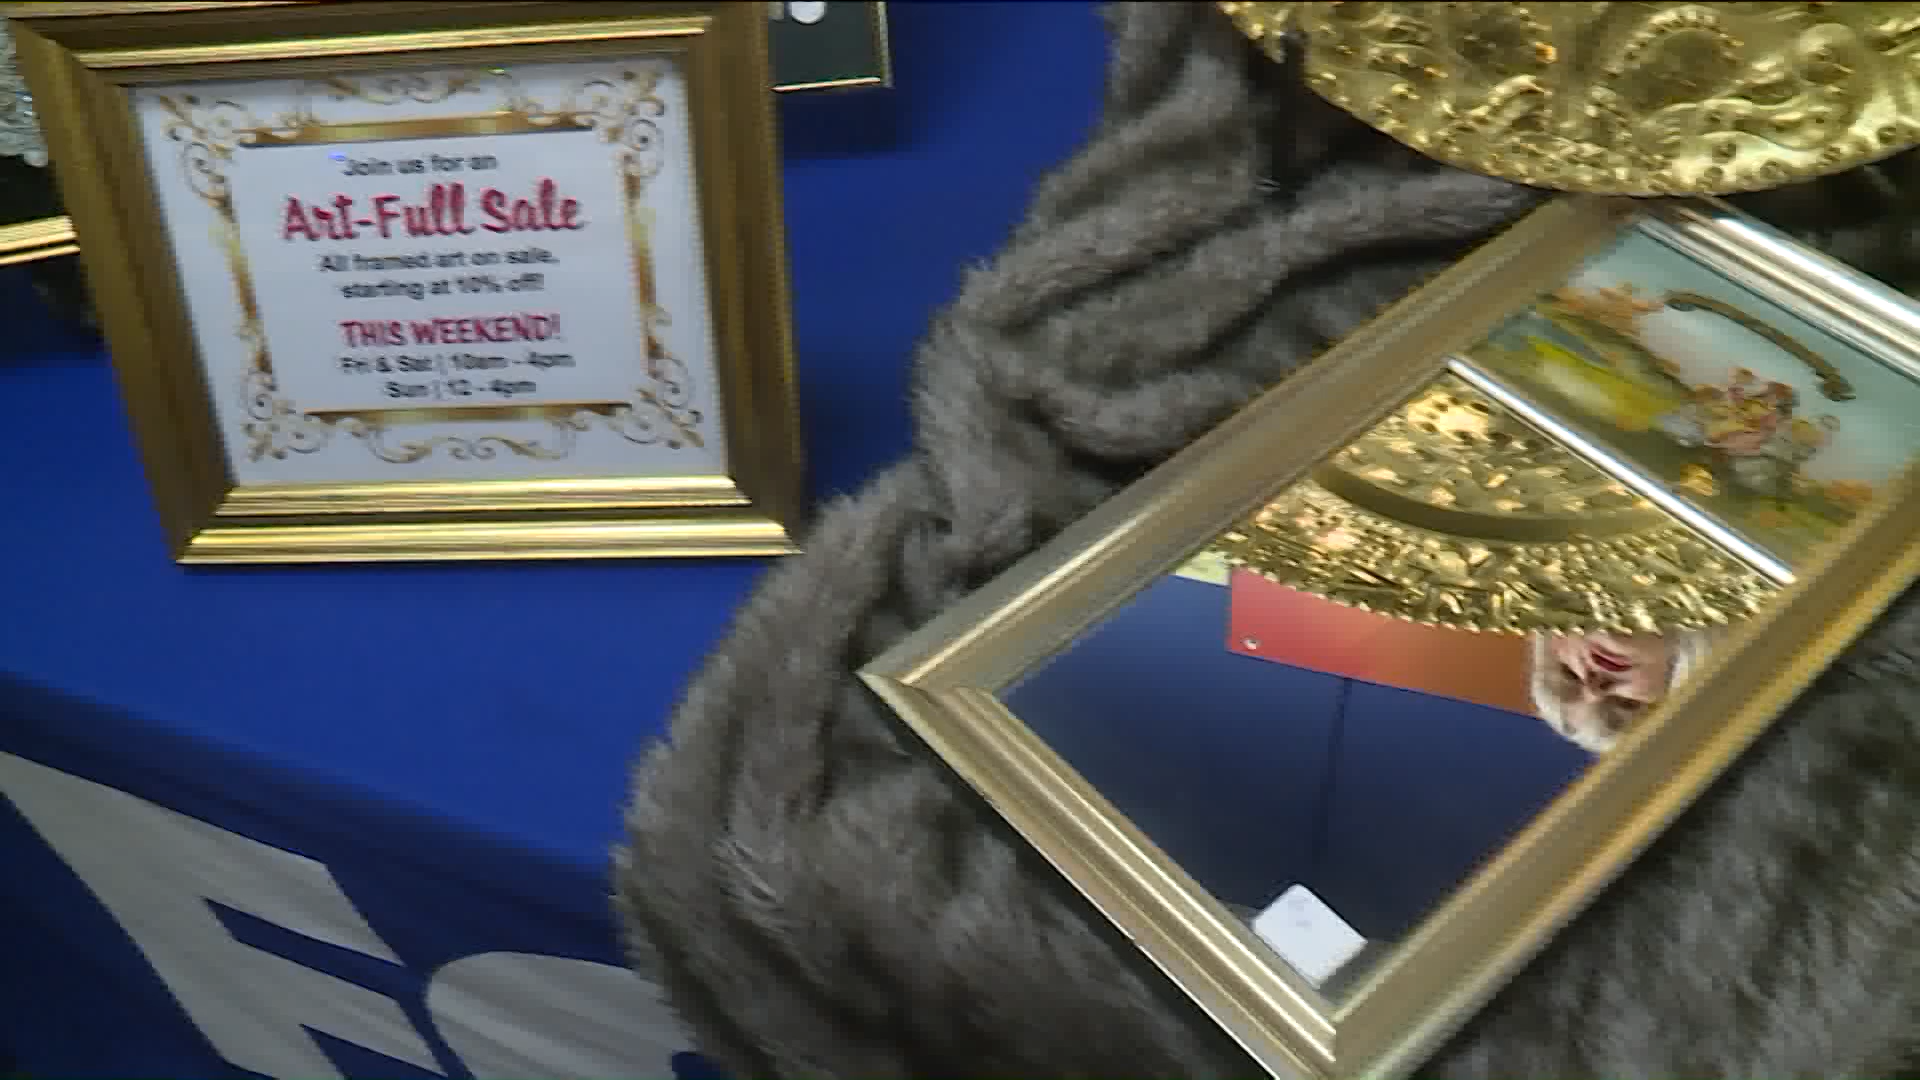 Join us for an
Art-Full Sale
All framed art on sale,
starting at 10% off!
THIS WEEKEND!
Fri & Sat | 10am - 4pm
Sun | 12 - 4pm